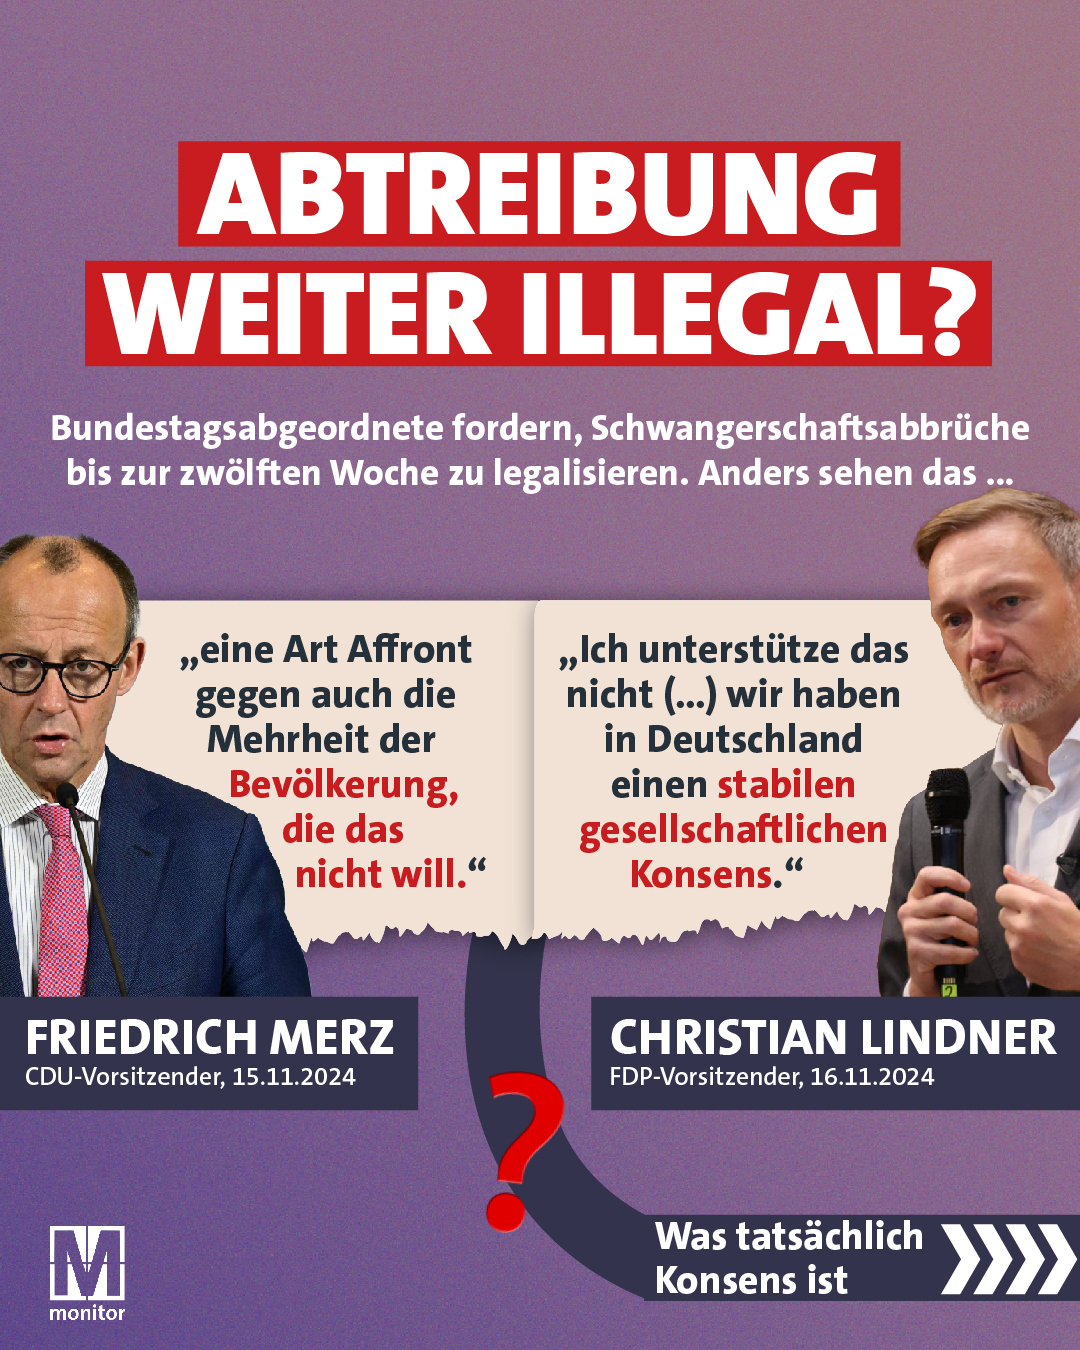 ABTREIBUNG
WEITER ILLEGAL?
Bundestagsabgeordnete fordern, Schwangerschaftsabbrüche
bis zur zwölften Woche zu legalisieren. Anders sehen das ...
„eine Art Affront
gegen auch die
Mehrheit der
Bevölkerung,
die das
nicht will.“
„Ich unterstütze das
nicht (...) wir haben
in Deutschland
einen stabilen
gesellschaftlichen
Konsens.“
FRIEDRICH MERZ
CDU-Vorsitzender, 15.11.2024
CHRISTIAN LINDNER
FDP-Vorsitzender, 16.11.2024
?
Was tatsächlich
Konsens ist
M
monitor
2